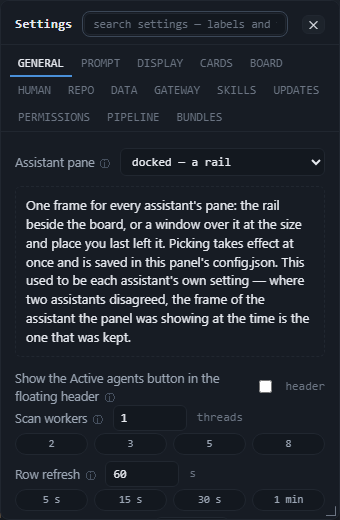 Settings search settings — labels and ×
GENERAL PROMPT DISPLAY CARDS BOARD
HUMAN REPO DATA GATEWAY SKILLS UPDATES
PERMISSIONS PIPELINE BUNDLES
Assistant pane ⓘ docked — a rail
One frame for every assistant's pane: the rail
beside the board, or a window over it at the size
and place you last left it. Picking takes effect at
once and is saved in this panel's config.json. This
used to be each assistant's own setting — where
two assistants disagreed, the frame of the
assistant the panel was showing at the time is the
one that was kept.
Show the Active agents button in the
floating header ⓘ header
Scan workers ⓘ 1 threads
2 3 5 8
Row refresh ⓘ 60 s
5 s 15 s 30 s 1 min